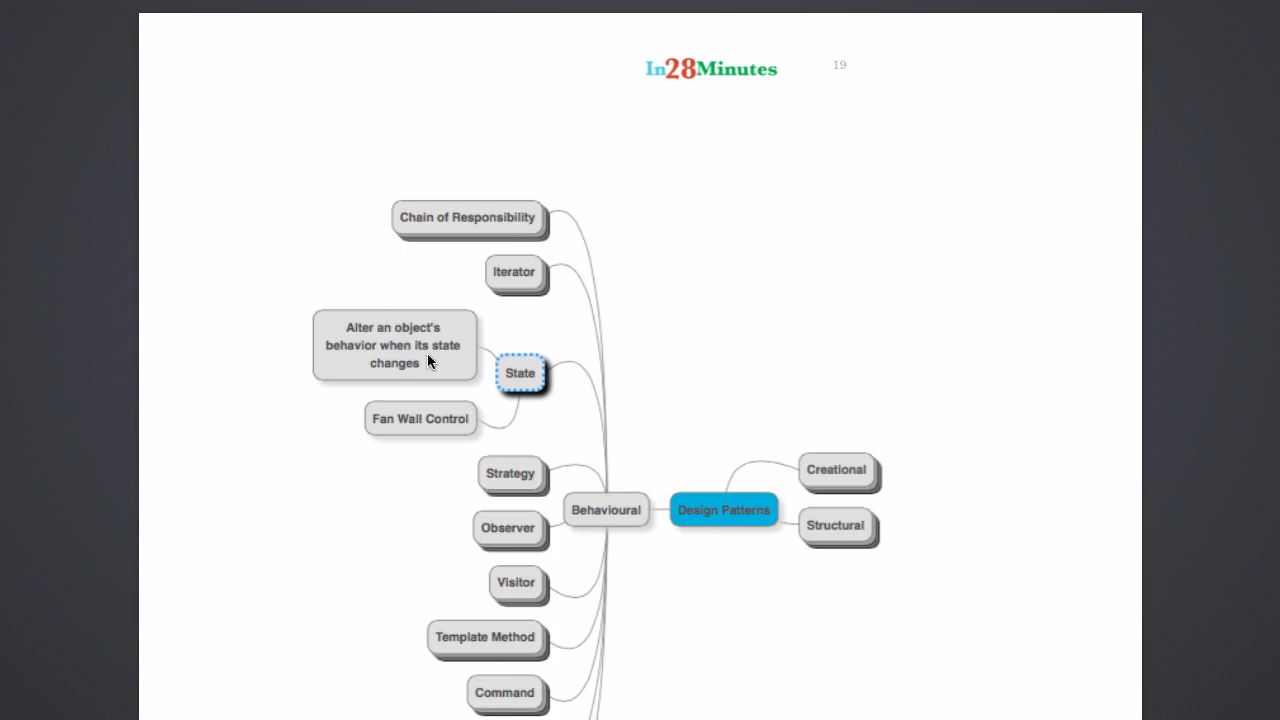 In28Minutes
19
Chain of Responsibility
Iterator
Alter an object's
behavior when its state
changes
State
Fan Wall Control
Strategy
Observer
Visitor
Template Method
Command
Behavioural
Design Patterns
Creational
Structural